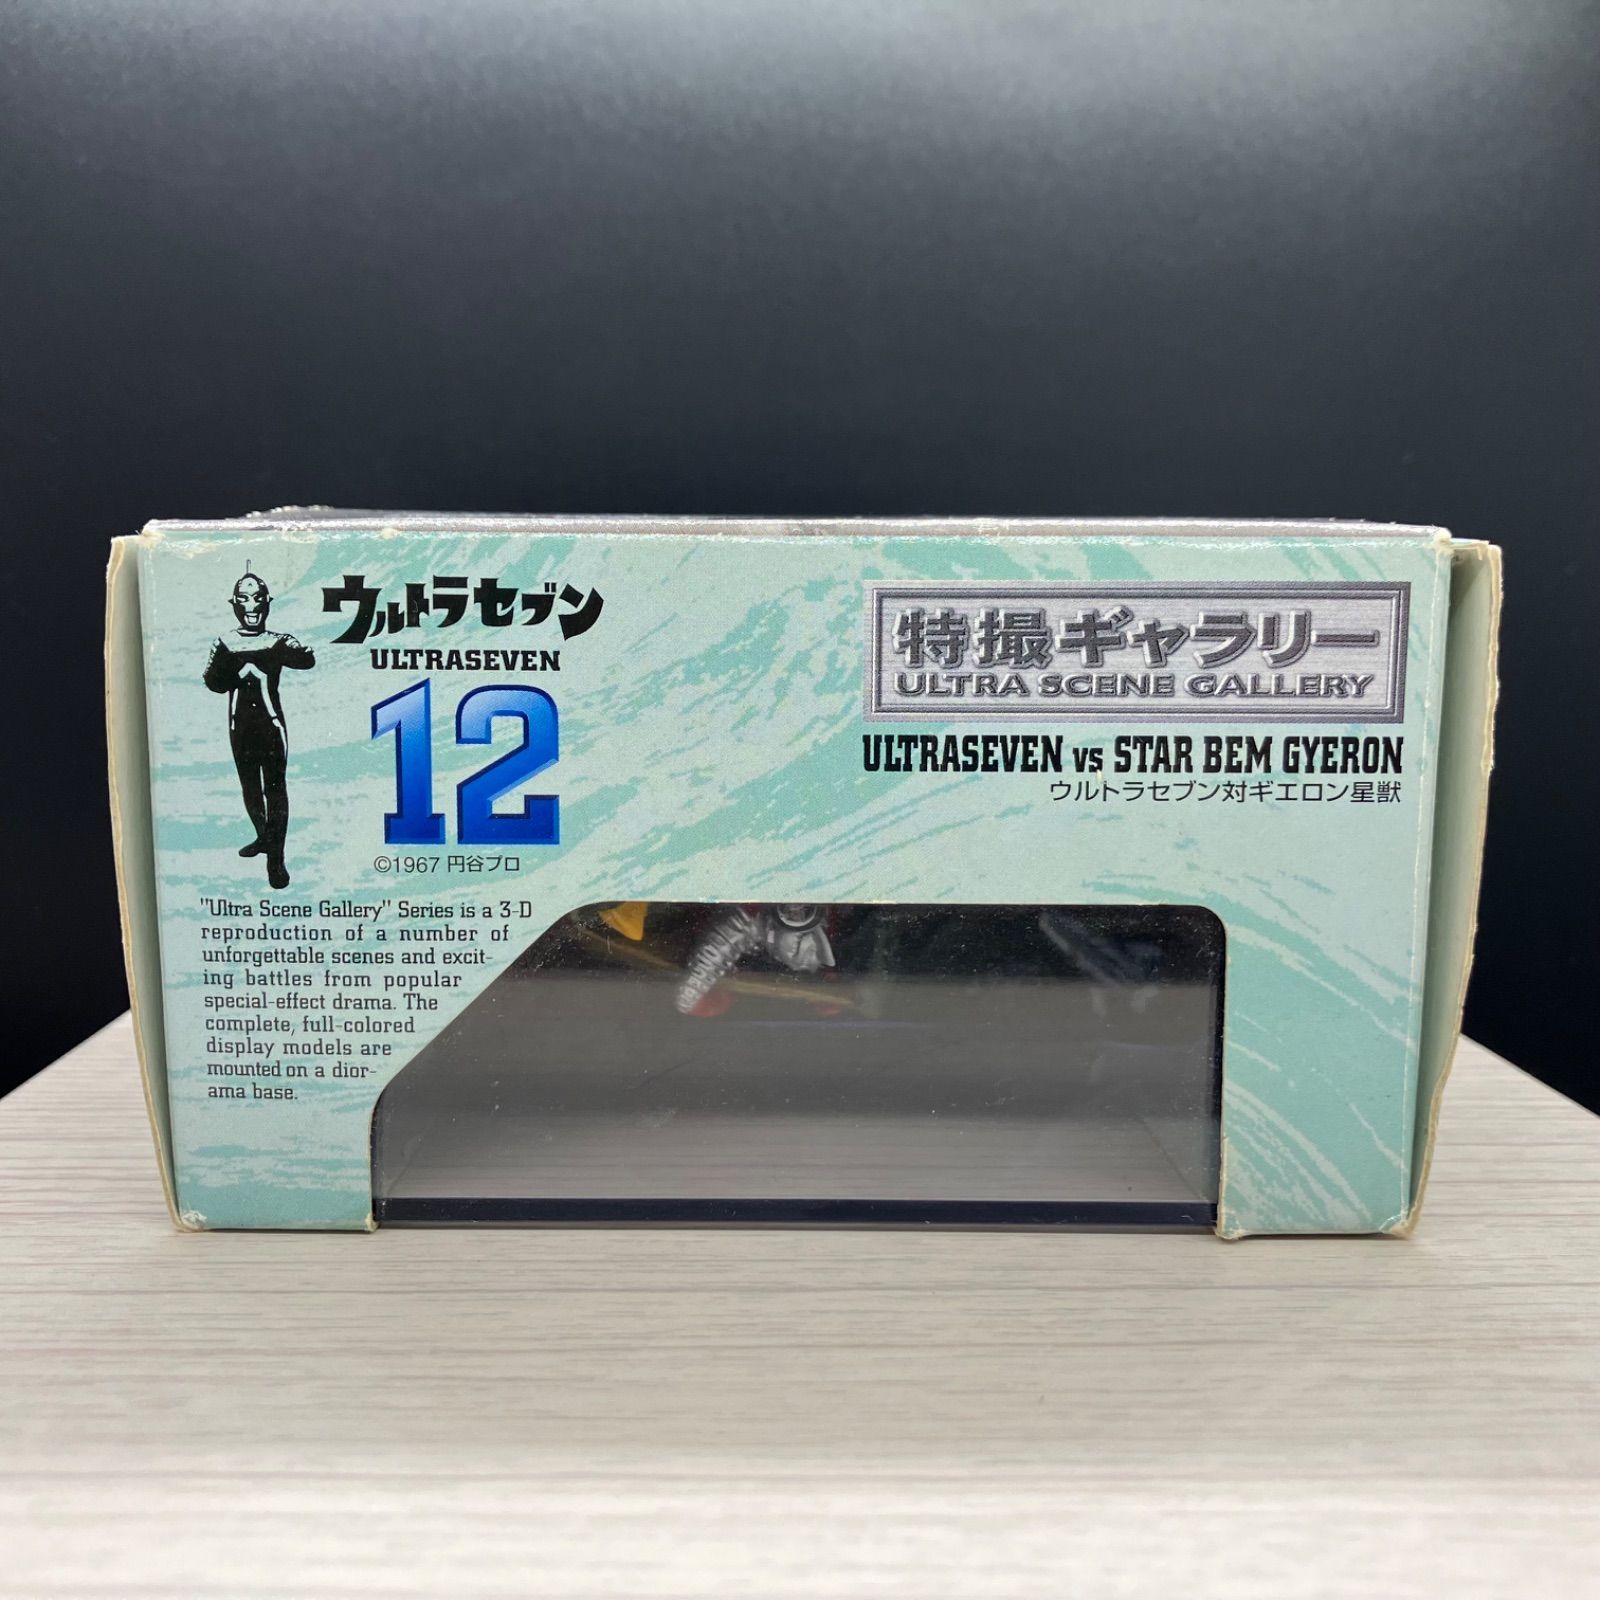 ウルトラセブン
ULTRASEVEN
12
©1967 円谷プロ
"Ultra Scene Gallery" Series is a 3-D
reproduction of a number of
unforgettable scenes and excit-
ing battles from popular
special-effect drama. The
complete, full-colored
display models are
mounted on a dior-
ama base.
特撮ギャラリー
ULTRA SCENE GALLERY
ULTRASEVEN vs STAR BEM GYERON
ウルトラセブン対ギエロン星獣